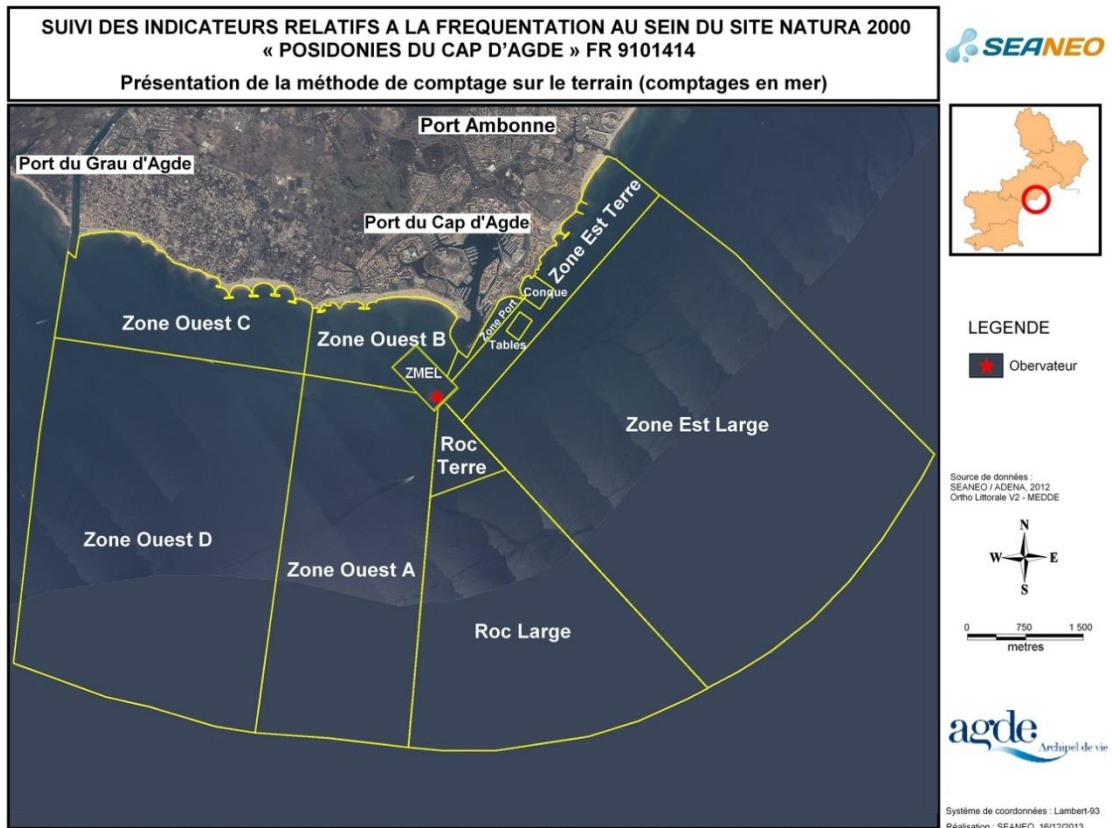 SUIVI DES INDICATEURS RELATIFS A LA FREQUENTATION AU SEIN DU SITE NATURA 2000
« POSIDONIES DU CAP D'AGDE » FR 9101414
Présentation de la méthode de comptage sur le terrain (comptages en mer)
SEANEO
Port Ambonne
Port du Grau d'Agde
Port du Cap d'Agde
Zone Est Terre
Conque
Zone Port
Tables
Zone Ouest C
Zone Ouest B
ZMEL
Zone Est Large
Roc
Terre
Zone Ouest D
Zone Ouest A
Roc Large
LEGENDE
Obervateur
Source de données :
SEANEO / ADENA, 2012
Ortho Littorale V2 - MEDDE
N
W E
S
0 750 1 500
metres
agde
Archipel de vie
Système de coordonnées : Lambert-93
Réalisation : SEANEO, 16/12/2013